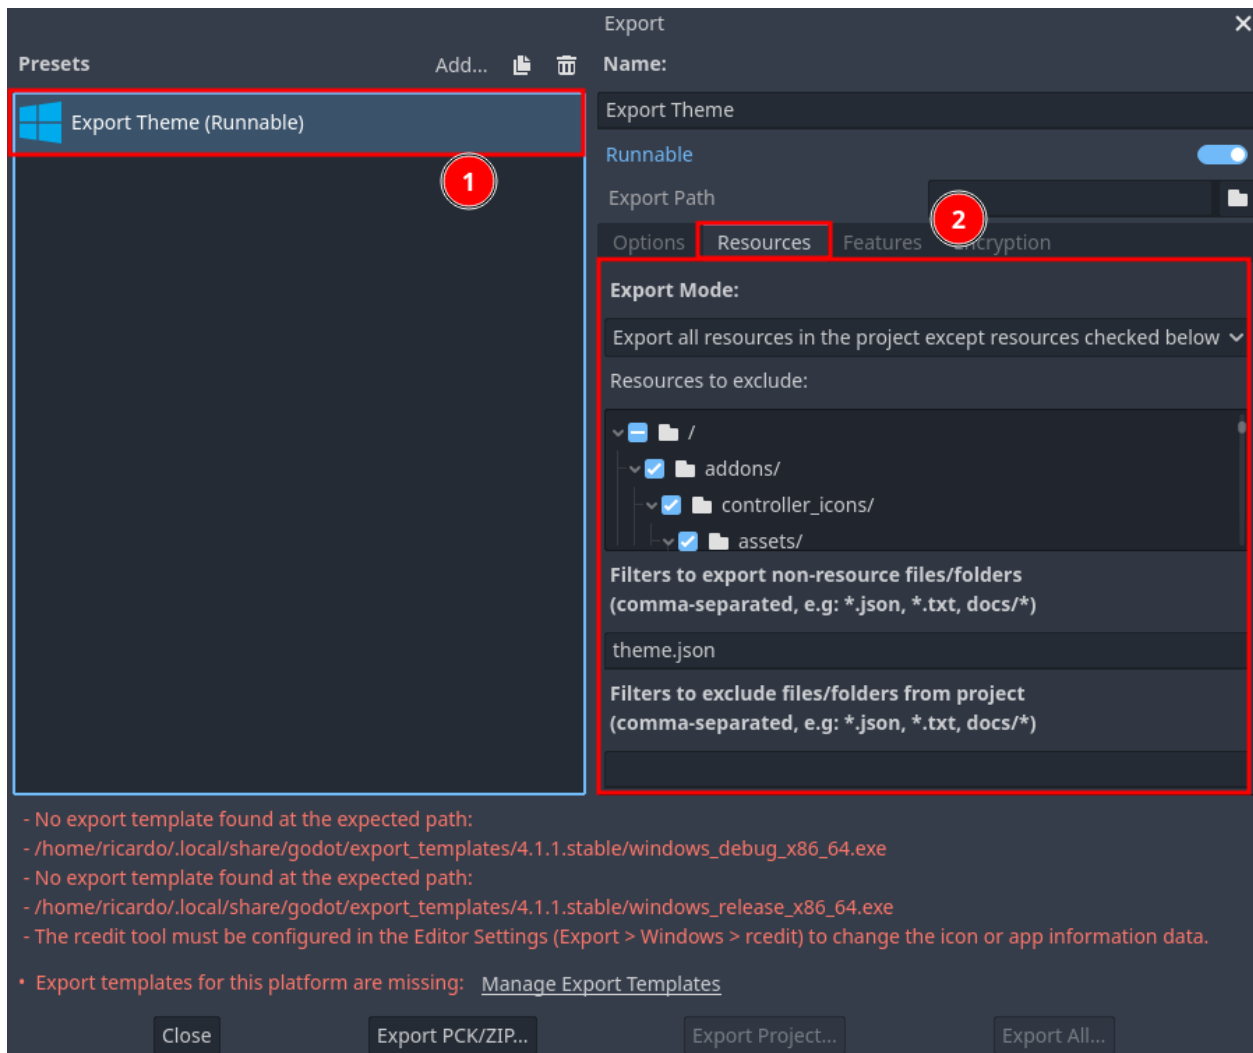 Export
Presets
Add...
Name:
Export Theme (Runnable)
1
Export Theme
Runnable
Export Path
2
Options Resources Features Encryption
Export Mode:
Export all resources in the project except resources checked below
Resources to exclude:
/
addons/
controller_icons/
assets/
Filters to export non-resource files/folders
(comma-separated, e.g: *.json, *.txt, docs/*)
theme.json
Filters to exclude files/folders from project
(comma-separated, e.g: *.json, *.txt, docs/*)
- No export template found at the expected path:
- /home/ricardo/.local/share/godot/export_templates/4.1.1.stable/windows_debug_x86_64.exe
- No export template found at the expected path:
- /home/ricardo/.local/share/godot/export_templates/4.1.1.stable/windows_release_x86_64.exe
- The rcedit tool must be configured in the Editor Settings (Export > Windows > rcedit) to change the icon or app information data.
• Export templates for this platform are missing: Manage Export Templates
Close Export PCK/ZIP... Export Project... Export All...